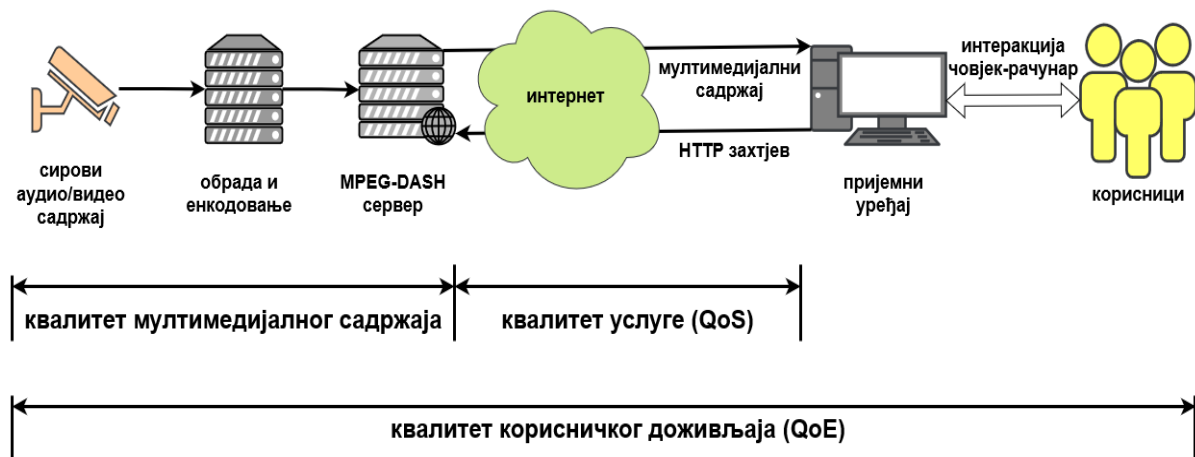 интернет
мултимедијални
садржај
HTTP захтјев
интеракција
човјек-рачунар
сирови
аудио/видео
садржај
обрада и
енкодовање
MPEG-DASH
сервер
пријемни
уређај
корисници
квалитет мултимедијалног садржаја
квалитет услуге (QoS)
квалитет корисничког доживљаја (QoE)